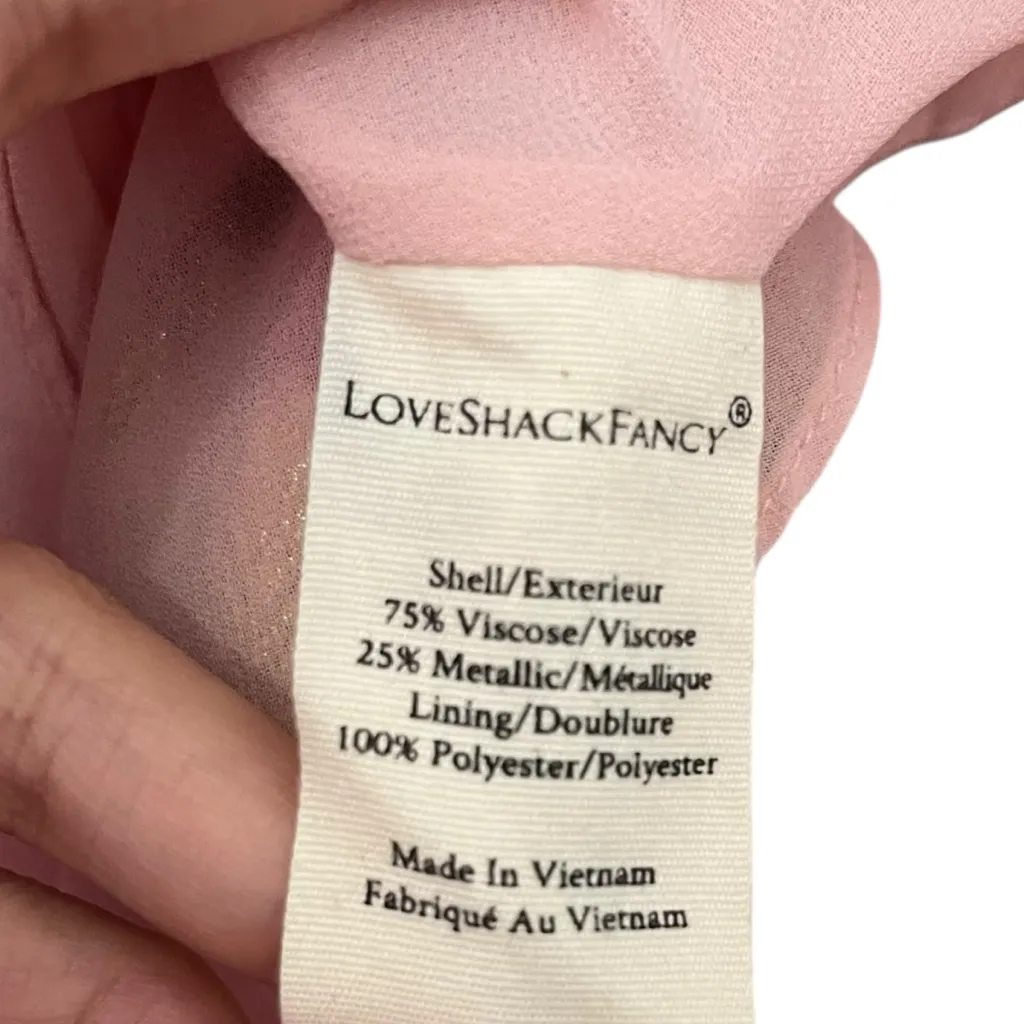 LOVESHACKFANCY®
Shell/Exterieur
75% Viscose/Viscose
25% Metallic/Métallique
Lining/Doublure
100% Polyester/Polyester
Made In Vietnam
Fabriqué Au Vietnam